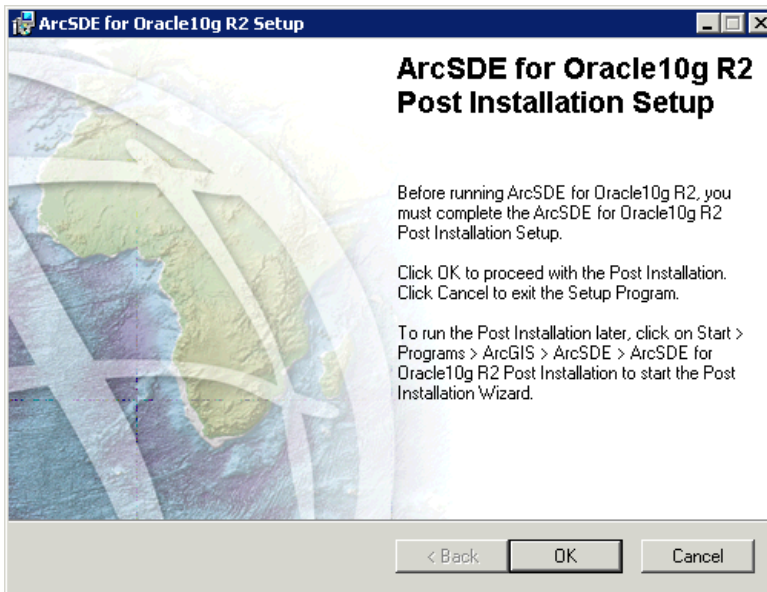 ArcSDE for Oracle10g R2 Setup
ArcSDE for Oracle10g R2
Post Installation Setup
Before running ArcSDE for Oracle10g R2, you
must complete the ArcSDE for Oracle10g R2
Post Installation Setup.
Click OK to proceed with the Post Installation.
Click Cancel to exit the Setup Program.
To run the Post Installation later, click on Start >
Programs > ArcGIS > ArcSDE > ArcSDE for
Oracle10g R2 Post Installation to start the Post
Installation Wizard.
< Back OK Cancel